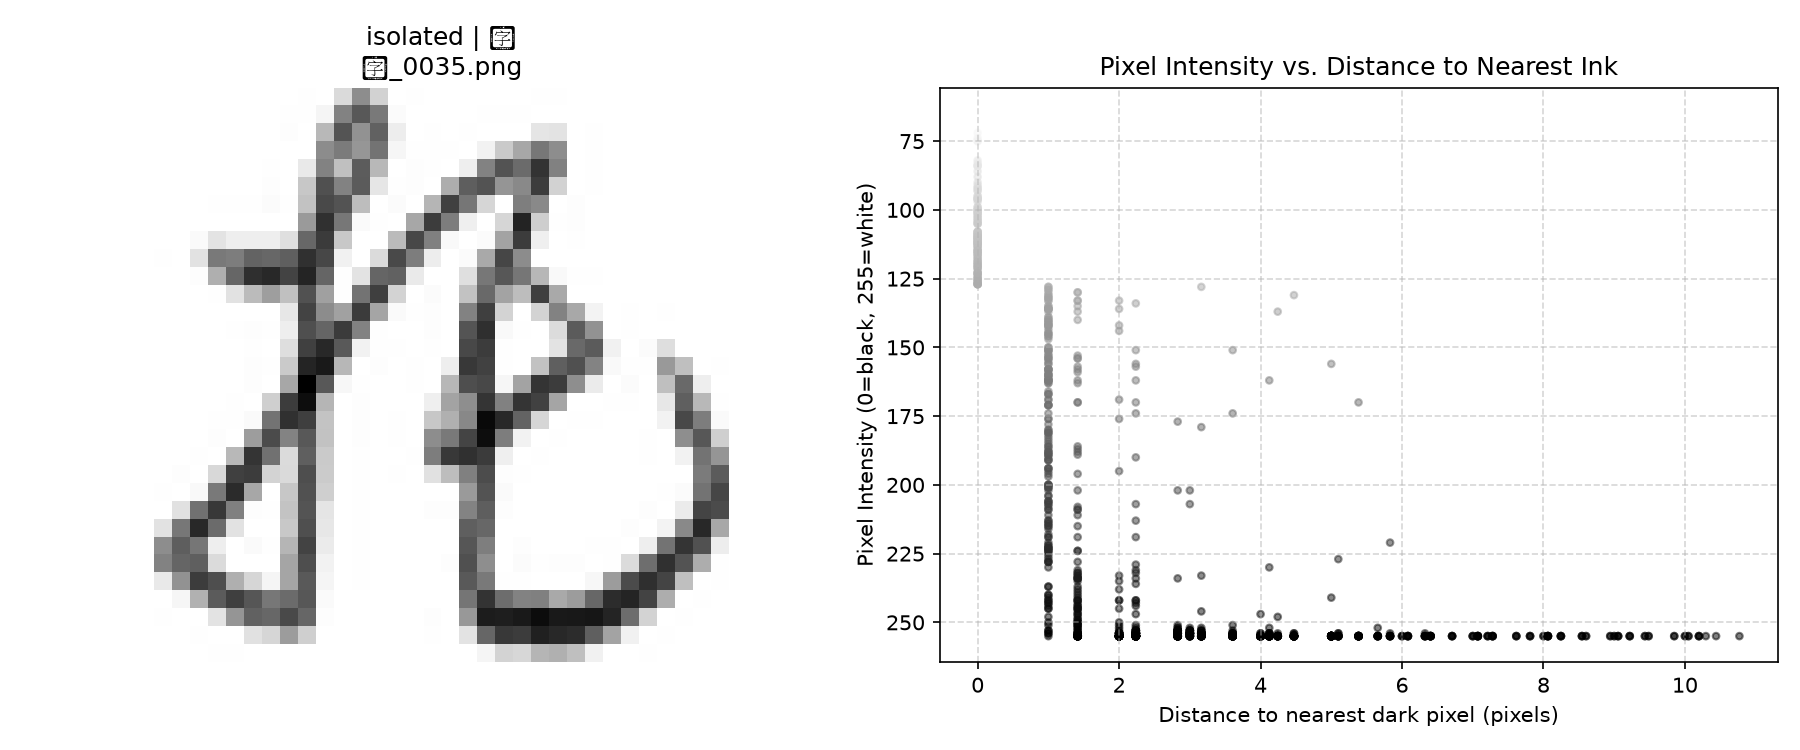 isolated |
_0035.png
Pixel Intensity vs. Distance to Nearest Ink
Pixel Intensity (0=black, 255=white)
75
100
125
150
175
200
225
250
0 2 4 6 8 10
Distance to nearest dark pixel (pixels)